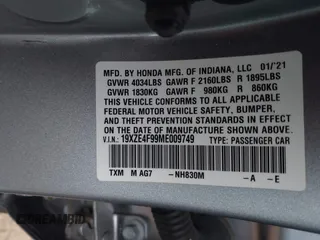 MFD. BY HONDA MFG. OF INDIANA, LLC 01/'21
GVWR 4034LBS GAWR F 2160LBS R 1895LBS
GVWR 1830KG GAWR F 980KG R 860KG
THIS VEHICLE CONFORMS TO ALL APPLICABLE
FEDERAL MOTOR VEHICLE SAFETY, BUMPER,
AND THEFT PREVENTION STANDARDS IN EFFECT
ON THE DATE OF MANUFACTURE SHOWN ABOVE.
V.I.N.: 19XZE4F99ME009749 TYPE: PASSENGER CAR
TXM M AG7 -NH830M -A -E